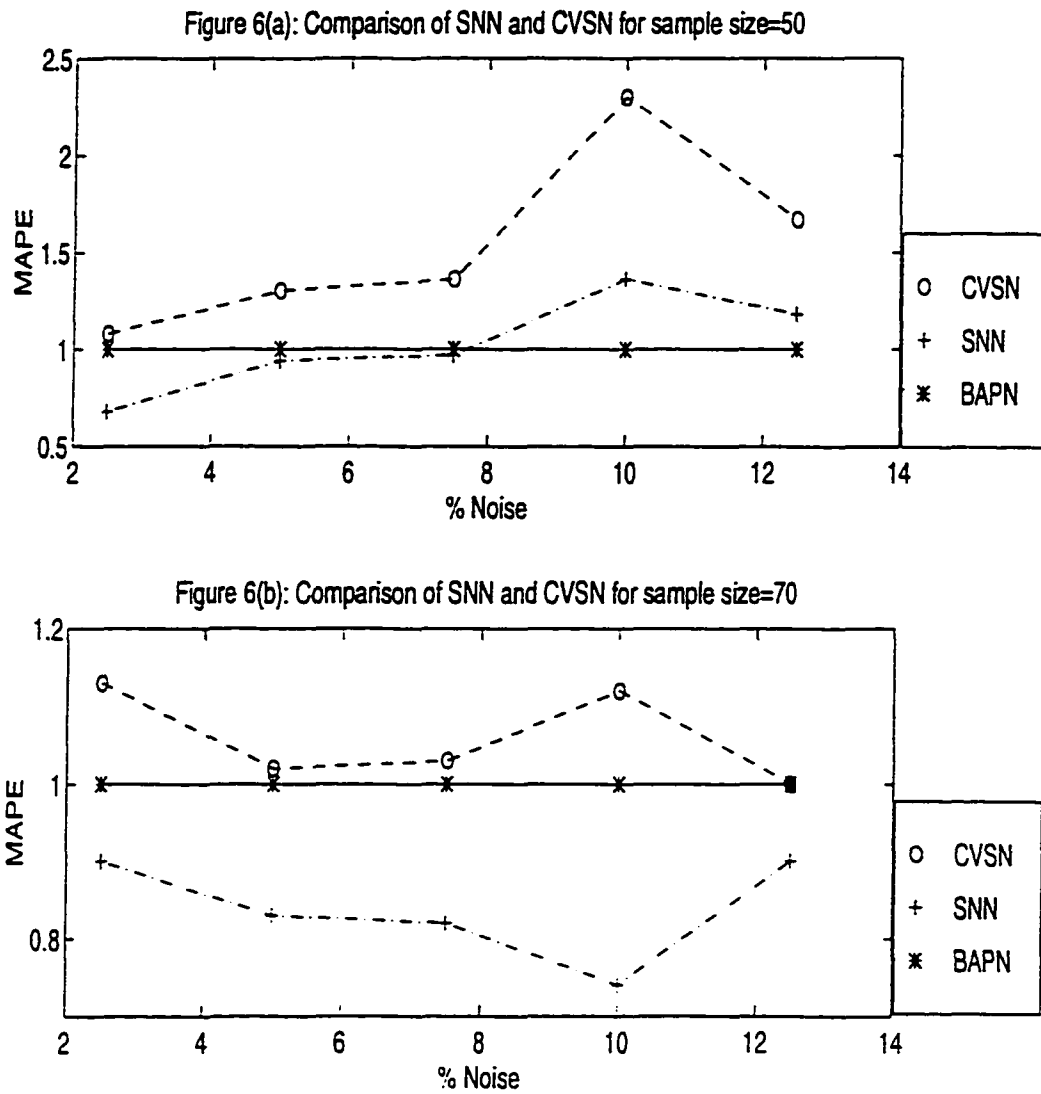 Figure 6(a): Comparison of SNN and CVSN for sample size=50
2.5
2
1.5
1
0.5
MAPE
2 4 6 8 10 12 14
% Noise
CVSN
SNN
BAPN
Figure 6(b): Comparison of SNN and CVSN for sample size=70
1.2
1
0.8
MAPE
2 4 6 8 10 12 14
% Noise
CVSN
SNN
BAPN